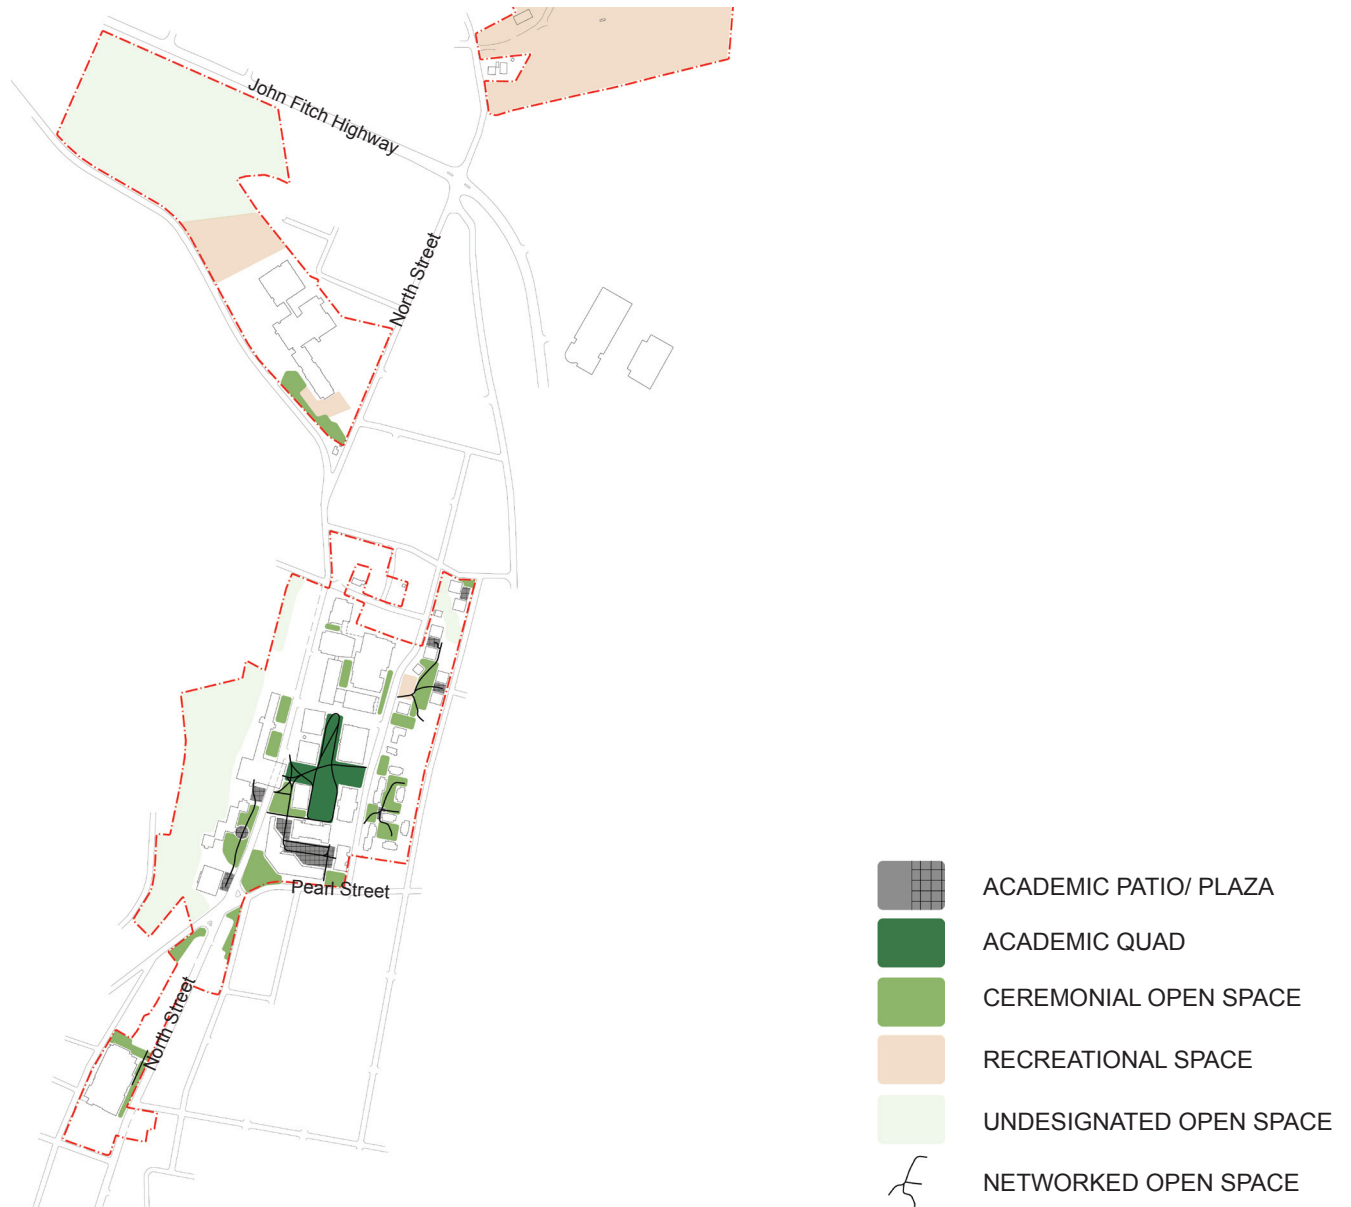 John Fitch Highway
North Street
Pearl Street
North Street
ACADEMIC PATIO/ PLAZA
ACADEMIC QUAD
CEREMONIAL OPEN SPACE
RECREATIONAL SPACE
UNDESIGNATED OPEN SPACE
NETWORKED OPEN SPACE